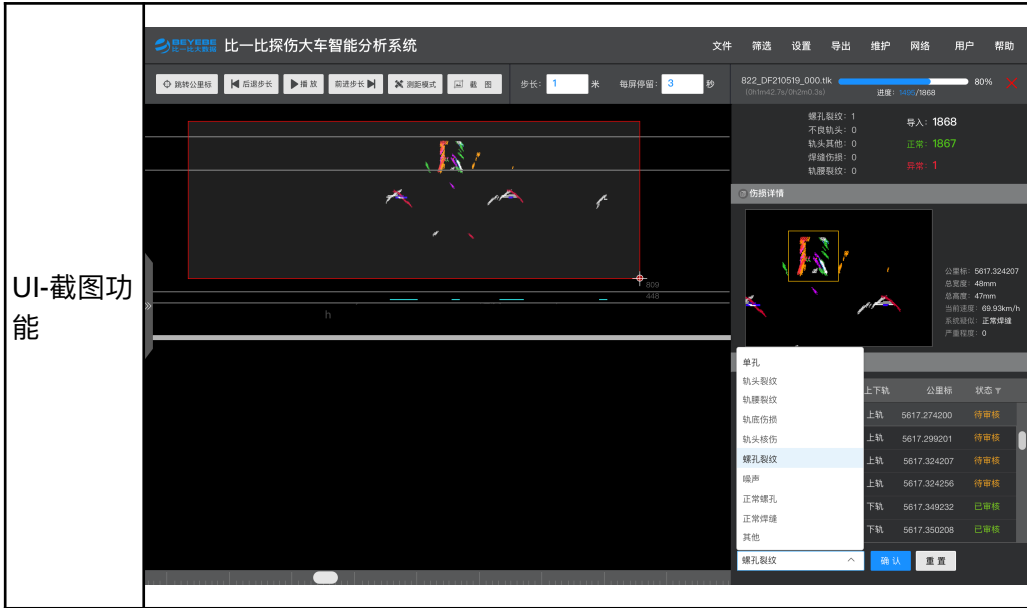 UI-截图功能
BEYEBE
比一比大数据
比一比探伤大车智能分析系统
文件 筛选 设置 导出 维护 网络 用户 帮助
跳转公里标 后退步长 播 放 前进步长 测距模式 截 图 步长： 1 米 每屏停留： 3 秒
822_DF210519_000.tlk 80%
(0h1m42.7s/0h2m0.3s) 进度： 1495/1868
螺孔裂纹： 1
不良轨头： 0
轨头其他： 0
焊缝伤损： 0
轨腰裂纹： 0
导入： 1868
正常： 1867
异常： 1
伤损详情
公里标： 5617.324207
总宽度： 48mm
总高度： 47mm
当前速度： 69.93km/h
系统疑似： 正常焊缝
严重程度： 0
809
448
h
单孔
轨头裂纹
轨腰裂纹
轨底伤损
轨头核伤
螺孔裂纹
噪声
正常螺孔
正常焊缝
其他
上下轨 公里标 状态
上轨 5617.274200 待审核
上轨 5617.299201 待审核
上轨 5617.324207 待审核
上轨 5617.324256 待审核
下轨 5617.349232 已审核
下轨 5617.350208 已审核
螺孔裂纹 确 认 重 置